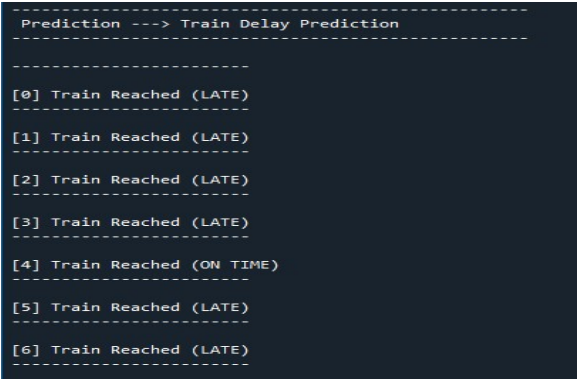 ----------------------------------------------------
Prediction ---> Train Delay Prediction
----------------------------------------------------
------------------------
[0] Train Reached (LATE)
------------------------
[1] Train Reached (LATE)
------------------------
[2] Train Reached (LATE)
------------------------
[3] Train Reached (LATE)
------------------------
[4] Train Reached (ON TIME)
------------------------
[5] Train Reached (LATE)
------------------------
[6] Train Reached (LATE)
------------------------